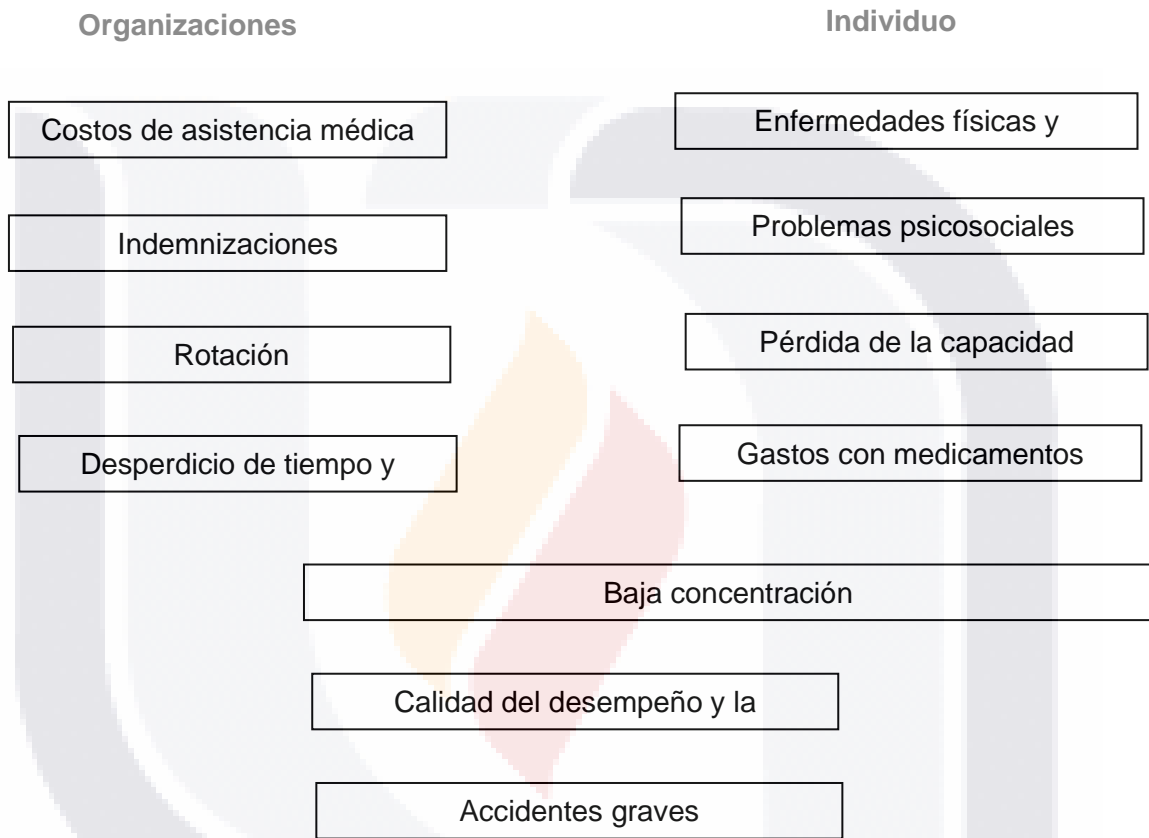 Organizaciones
Individuo
Costos de asistencia médica
Enfermedades físicas y
Indemnizaciones
Problemas psicosociales
Rotación
Pérdida de la capacidad
Desperdicio de tiempo y
Gastos con medicamentos
Baja concentración
Calidad del desempeño y la
Accidentes graves